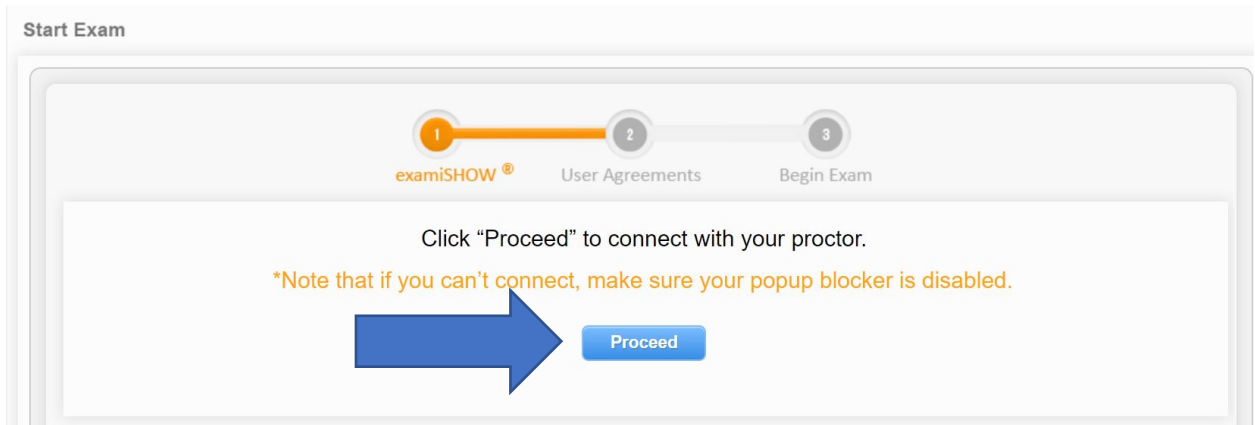 Start Exam
1 2 3
examiSHOW ® User Agreements Begin Exam
Click “Proceed” to connect with your proctor.
*Note that if you can’t connect, make sure your popup blocker is disabled.
Proceed